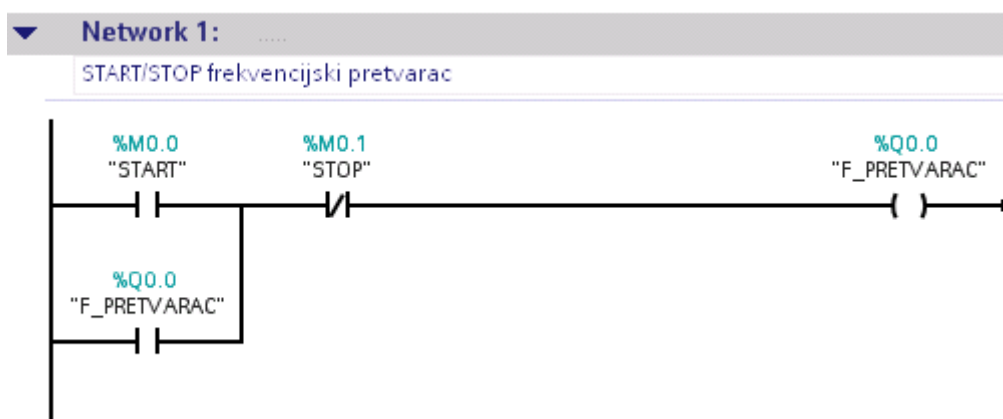 Network 1: .....
START/STOP frekvencijski pretvarac
%M0.0 %M0.1 %Q0.0
"START" "STOP" "F_PRETVARAC"
%Q0.0
"F_PRETVARAC"